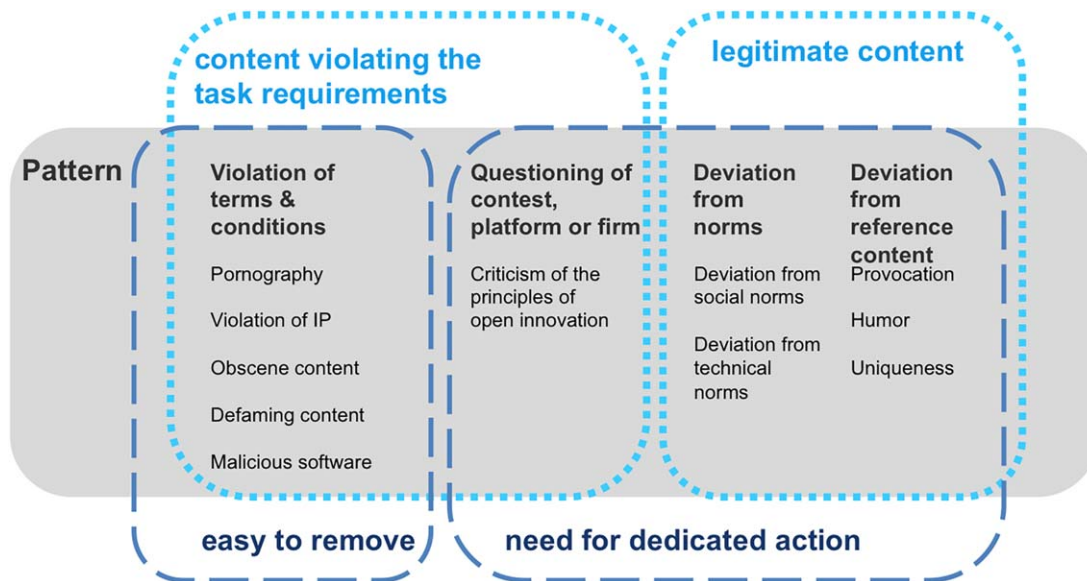 content violating the
task requirements
legitimate content
Pattern
Violation of
terms &
conditions
Pornography
Violation of IP
Obscene content
Defaming content
Malicious software
Questioning of
contest,
platform or firm
Criticism of the
principles of
open innovation
Deviation
from
norms
Deviation from
social norms
Deviation from
technical
norms
Deviation
from
reference
content
Provocation
Humor
Uniqueness
easy to remove
need for dedicated action